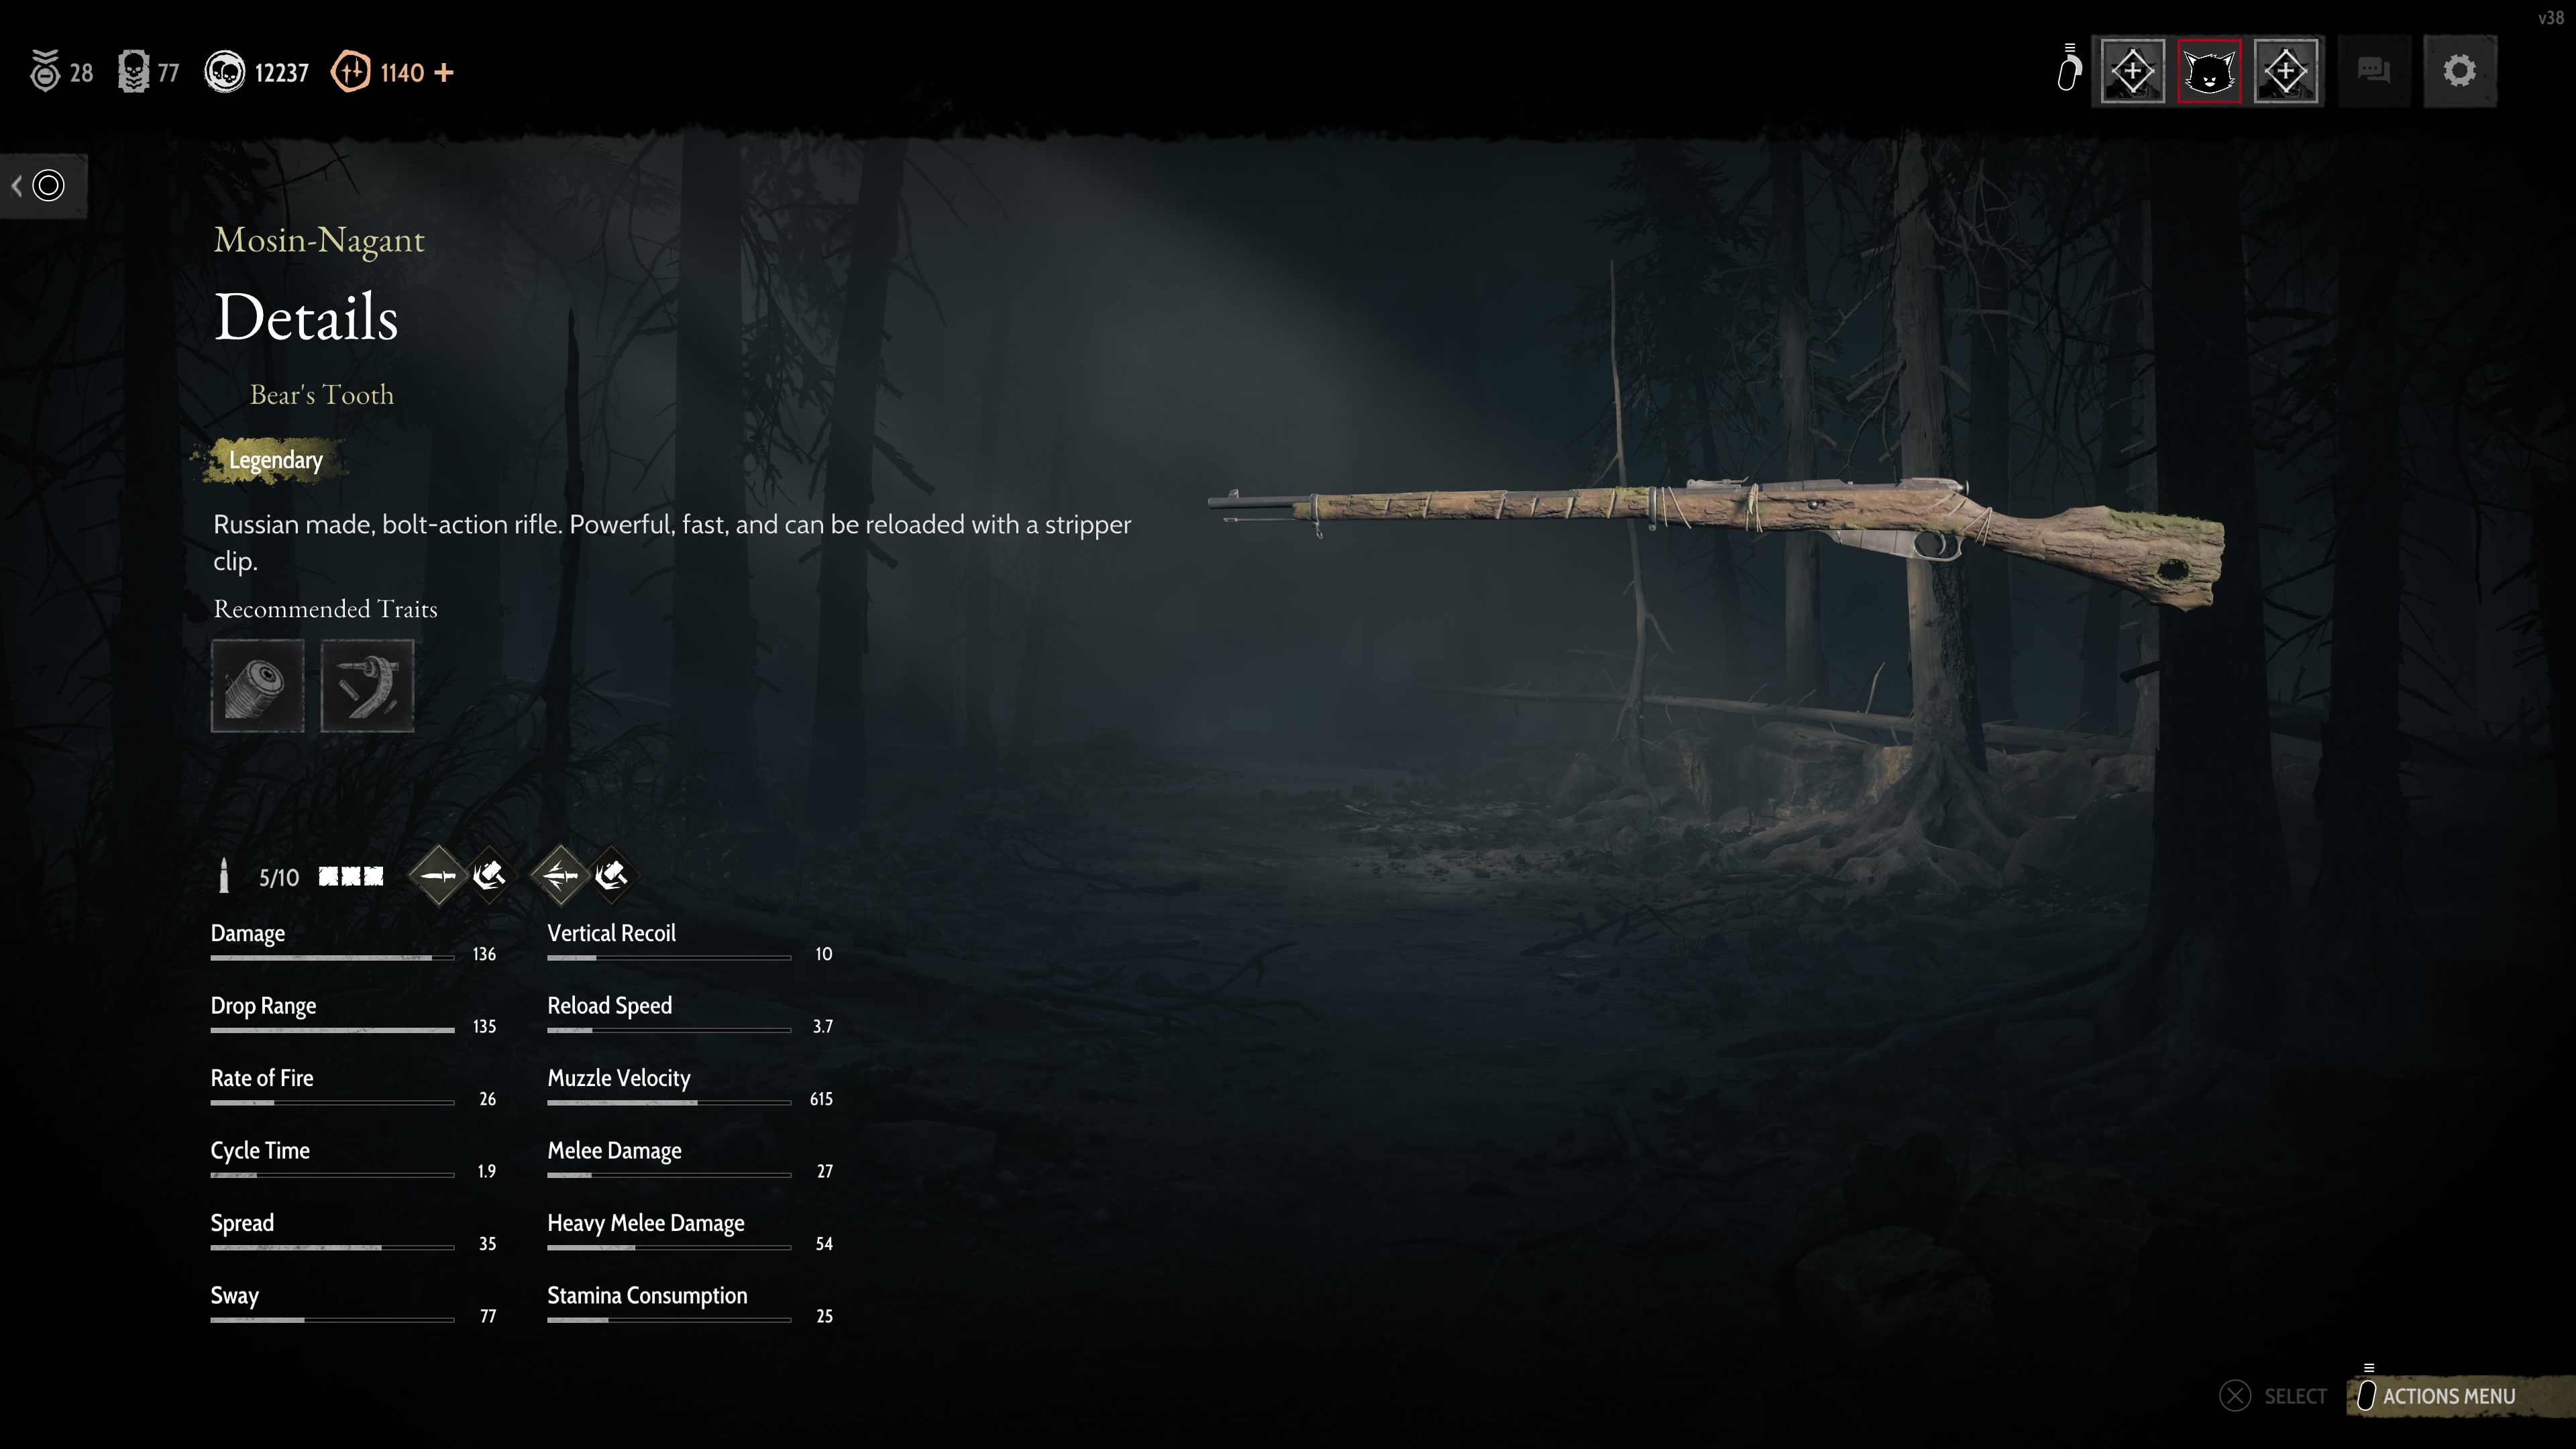 v38
28 77 12237 1140 +
Mosin-Nagant
Details
Bear's Tooth
Legendary
Russian made, bolt-action rifle. Powerful, fast, and can be reloaded with a stripper
clip.
Recommended Traits
5/10
Damage 136
Vertical Recoil 10
Drop Range 135
Reload Speed 3.7
Rate of Fire 26
Muzzle Velocity 615
Cycle Time 1.9
Melee Damage 27
Spread 35
Heavy Melee Damage 54
Sway 77
Stamina Consumption 25
SELECT
ACTIONS MENU